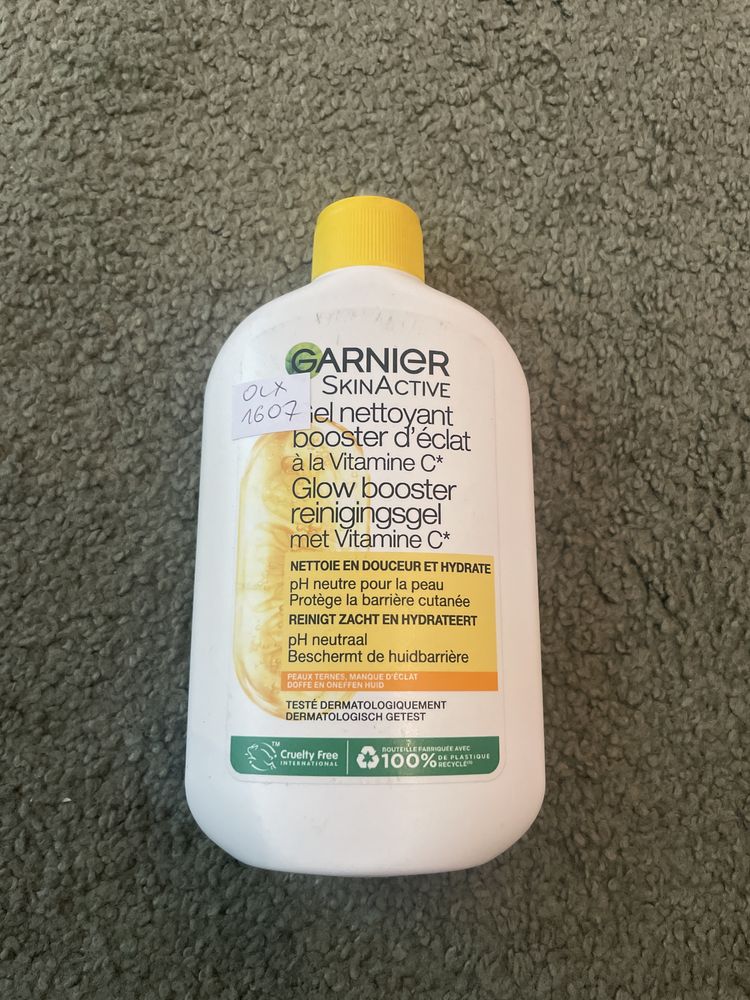 GARNIER
SKINACTIVE
OLX
1607
Gel nettoyant
booster d'éclat
à la Vitamine C*
Glow booster
reinigingsgel
met Vitamine C*
NETTOIE EN DOUCEUR ET HYDRATE
pH neutre pour la peau
Protège la barrière cutanée
REINIGT ZACHT EN HYDRATEERT
pH neutraal
Beschermt de huidbarrière
PEAUX TERNES, MANQUE D'ÉCLAT
DOFFE EN ONEFFEN HUID
TESTÉ DERMATOLOGIQUEMENT
DERMATOLOGISCH GETEST
TM
Cruelty Free
INTERNATIONAL
BOUTEILLE FABRIQUÉE AVEC
100% DE PLASTIQUE
RECYCLÉ(1)